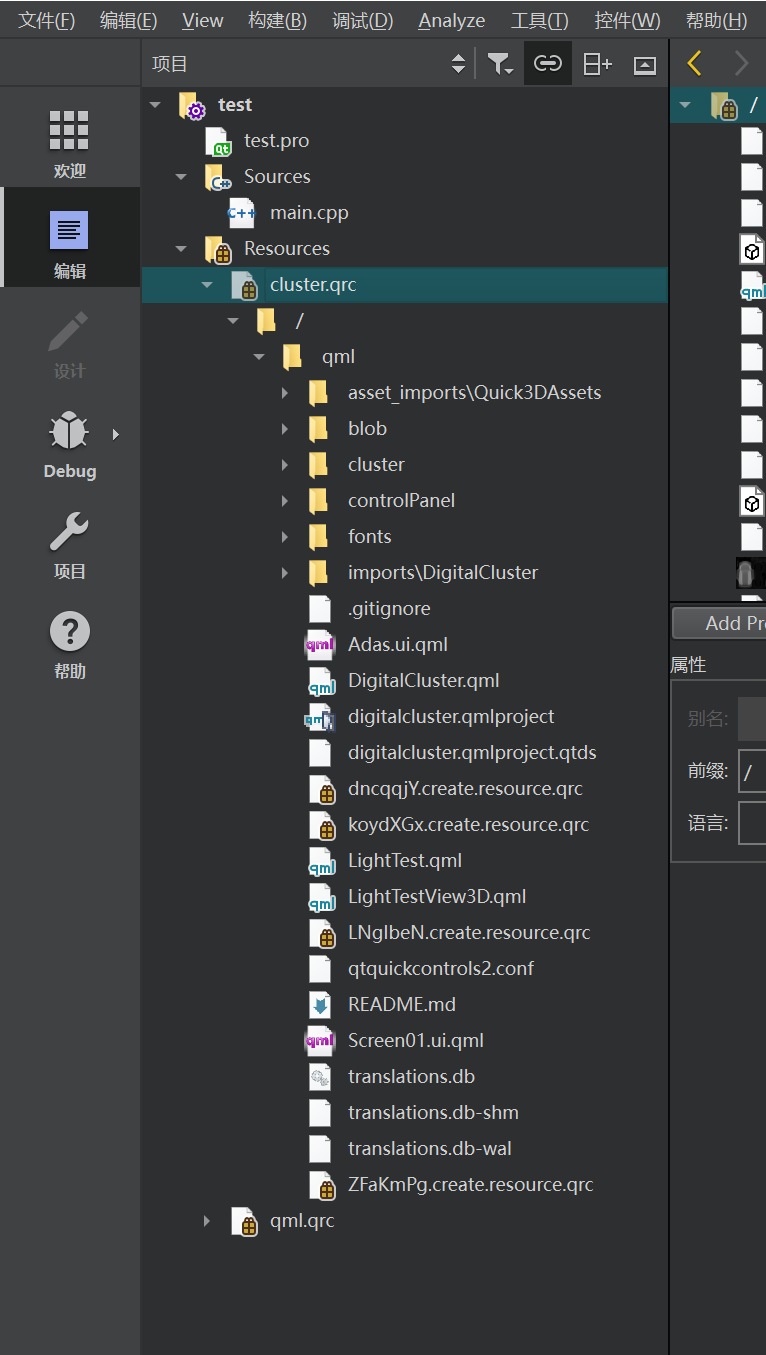 文件(F) 编辑(E) View 构建(B) 调试(D) Analyze 工具(T) 控件(W) 帮助(H)
项目
欢迎
编辑
设计
Debug
项目
帮助
test
test.pro
Sources
main.cpp
Resources
cluster.qrc
/
qml
asset_imports\Quick3DAssets
blob
cluster
controlPanel
fonts
imports\DigitalCluster
.gitignore
Adas.ui.qml
DigitalCluster.qml
digitalcluster.qmlproject
digitalcluster.qmlproject.qtds
dncqqjY.create.resource.qrc
koydXGx.create.resource.qrc
LightTest.qml
LightTestView3D.qml
LNgIbeN.create.resource.qrc
qtquickcontrols2.conf
README.md
Screen01.ui.qml
translations.db
translations.db-shm
translations.db-wal
ZFaKmPg.create.resource.qrc
qml.qrc
/
Add Pr
属性
别名:
前缀: /
语言: